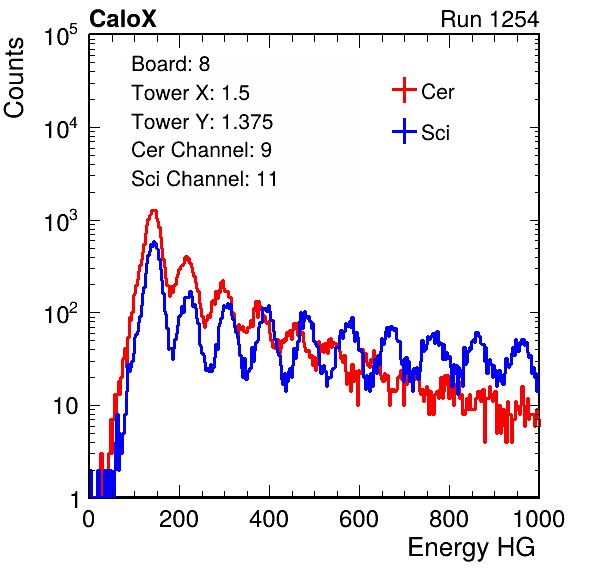 CaloX Run 1254
Counts
10^5
10^4
10^3
10^2
10
1
Board: 8
Tower X: 1.5
Tower Y: 1.375
Cer Channel: 9
Sci Channel: 11
Cer
Sci
0 200 400 600 800 1000
Energy HG